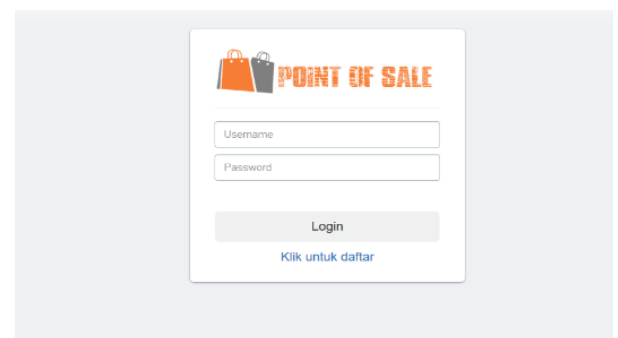 POINT OF SALE
Username
Password
Login
Klik untuk daftar